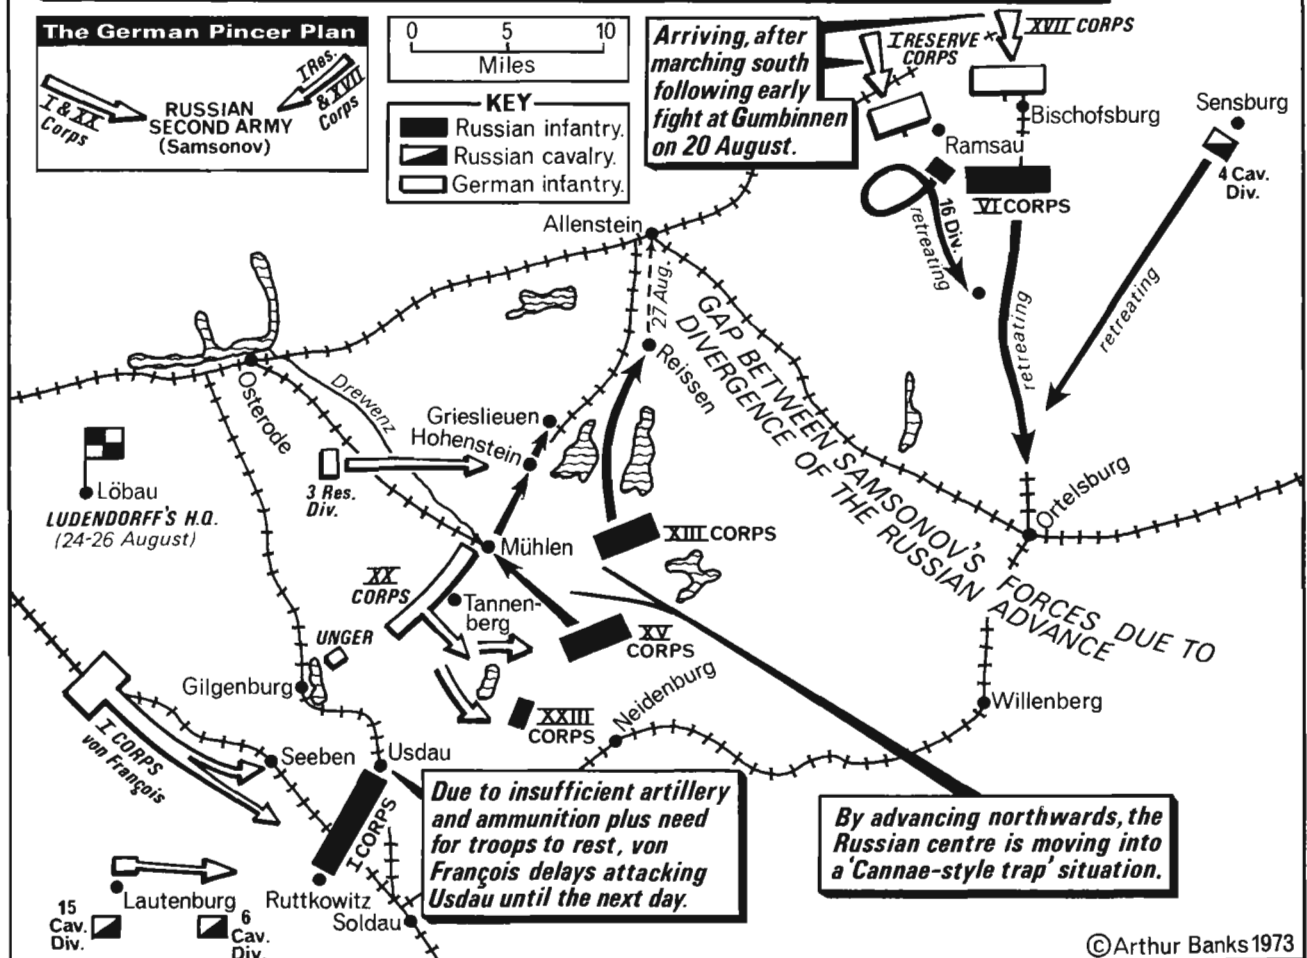 The German Pincer Plan
I Res.
& XVII
Corps
I & XX
Corps
RUSSIAN
SECOND ARMY
(Samsonov)
0 5 10
Miles
KEY
Russian infantry.
Russian cavalry.
German infantry.
Arriving, after
marching south
following early
fight at Gumbinnen
on 20 August.
I RESERVE
CORPS
XVII CORPS
Bischofsburg
Sensburg
Ramsau
4 Cav.
Div.
VI CORPS
16 Div.
retreating
retreating
retreating
Allenstein
27 Aug.
Reissen
GAP BETWEEN SAMSONOV'S FORCES DUE TO
DIVERGENCE OF THE RUSSIAN ADVANCE
Osterode
Drewenz
Grieslieuen
Hohenstein
3 Res.
Div.
Löbau
LUDENDORFF'S H.Q.
(24-26 August)
Ortelsburg
Mühlen
XIII CORPS
XX
CORPS
Tannen-
berg
XV
CORPS
UNGER
Gilgenburg
XXIII
CORPS
Neidenburg
Willenberg
I CORPS
von François
Seeben
Usdau
I CORPS
Due to insufficient artillery
and ammunition plus need
for troops to rest, von
François delays attacking
Usdau until the next day.
By advancing northwards, the
Russian centre is moving into
a 'Cannae-style trap' situation.
Lautenburg
Ruttkowitz
Soldau
15
Cav.
Div.
6
Cav.
Div.
©Arthur Banks 1973